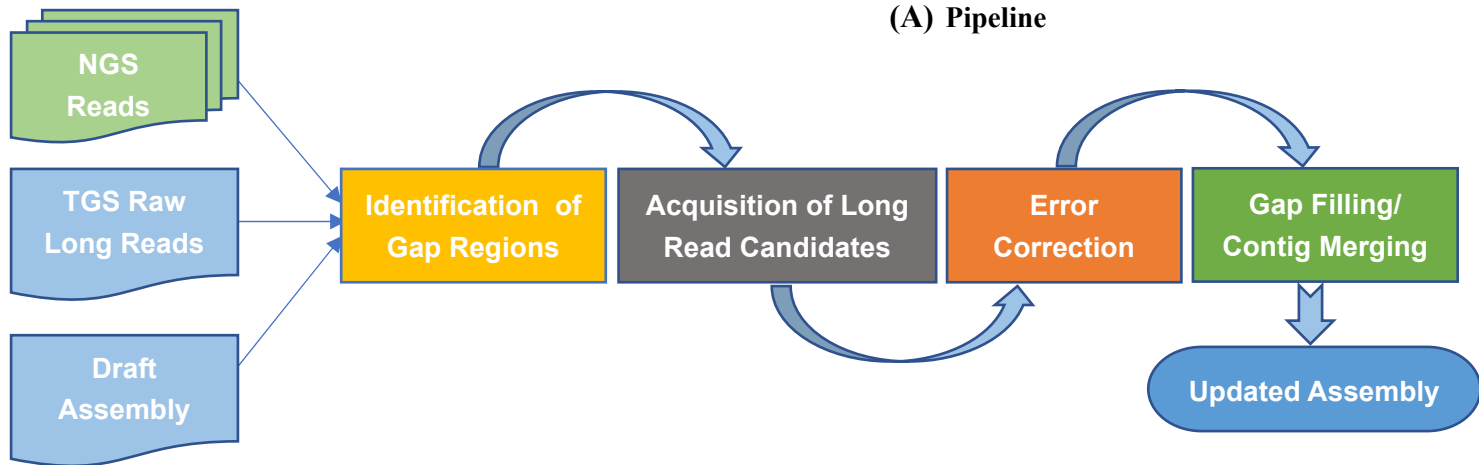 (A) Pipeline
NGS
Reads
TGS Raw
Long Reads
Draft
Assembly
Identification of
Gap Regions
Acquisition of Long
Read Candidates
Error
Correction
Gap Filling/
Contig Merging
Updated Assembly